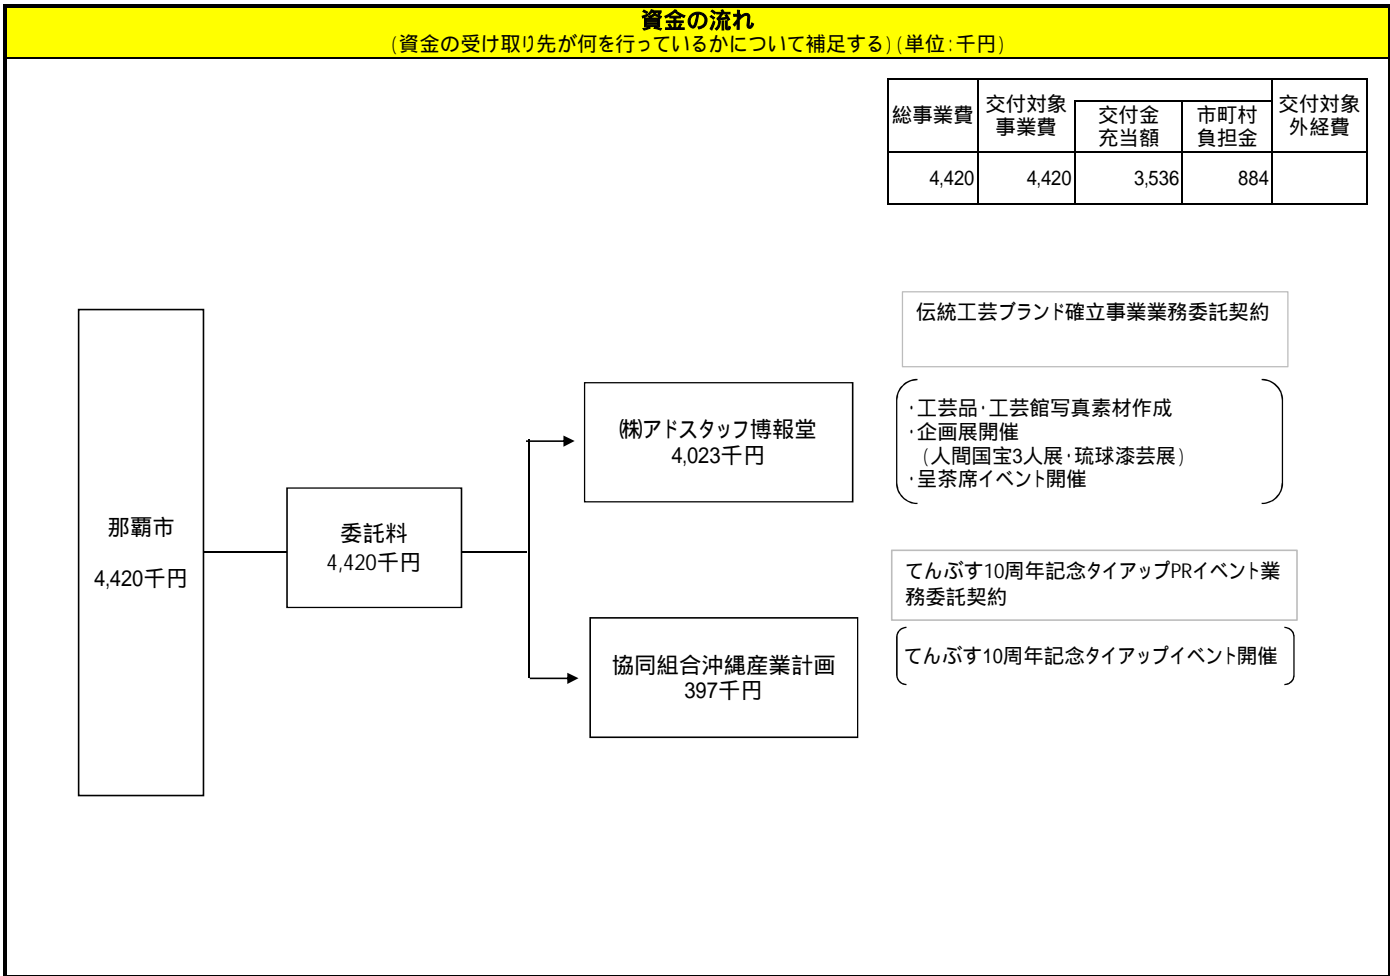 資金の流れ
(資金の受け取り先が何を行っているかについて補足する)(単位:千円)
総事業費
交付対象
事業費
交付金
充当額
市町村
負担金
交付対象
外経費
4,420
4,420
3,536
884
伝統工芸ブランド確立事業業務委託契約
㈱アドスタッフ博報堂
4,023千円
・工芸品・工芸館写真素材作成
・企画展開催
(人間国宝3人展・琉球漆芸展)
・呈茶席イベント開催
那覇市
4,420千円
委託料
4,420千円
てんぶす10周年記念タイアップPRイベント業
務委託契約
協同組合沖縄産業計画
397千円
てんぶす10周年記念タイアップイベント開催